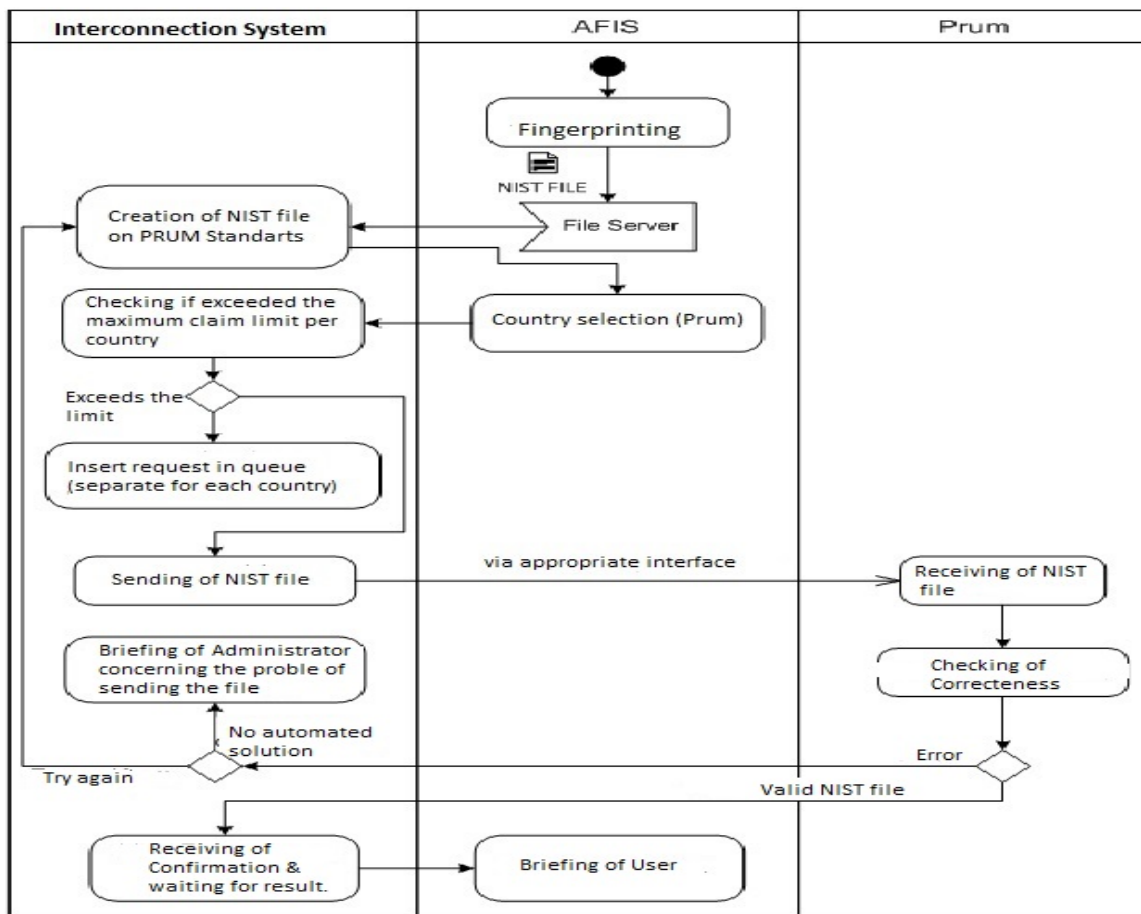 Interconnection System
AFIS
Prum
Fingerprinting
NIST FILE
File Server
Creation of NIST file
on PRUM Standarts
Checking if exceeded the
maximum claim limit per
country
Country selection (Prum)
Exceeds the
limit
Insert request in queue
(separate for each country)
Sending of NIST file
via appropriate interface
Receiving of NIST
file
Briefing of Administrator
concerning the proble of
sending the file
Checking of
Correcteness
No automated
solution
Error
Try again
Valid NIST file
Receiving of
Confirmation &
waiting for result.
Briefing of User